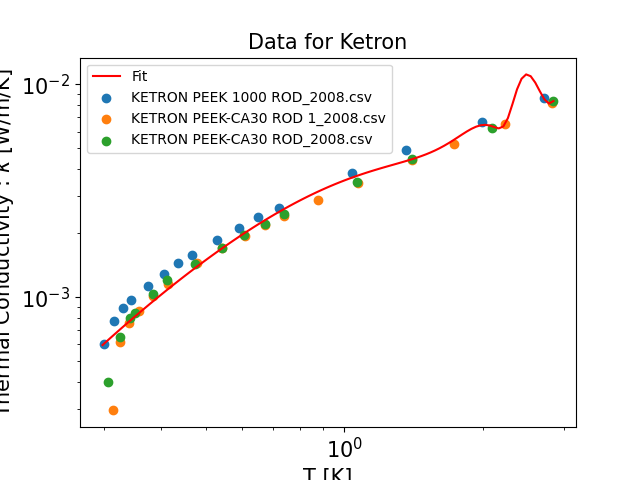 Data for Ketron
Fit
KETRON PEEK 1000 ROD_2008.csv
KETRON PEEK-CA30 ROD 1_2008.csv
KETRON PEEK-CA30 ROD_2008.csv
Thermal Conductivity : k [W/m/K]
10⁻²
10⁻³
10⁰
T [K]